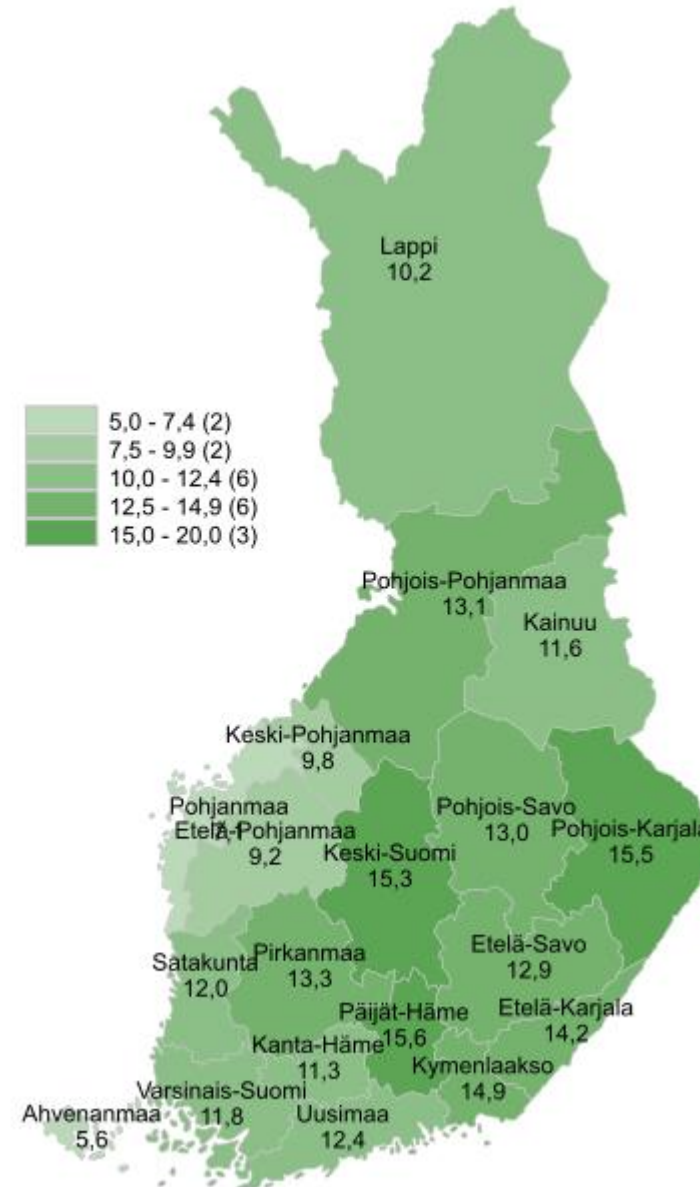 Lappi
10,2
5,0 - 7,4 (2)
7,5 - 9,9 (2)
10,0 - 12,4 (6)
12,5 - 14,9 (6)
15,0 - 20,0 (3)
Pohjois-Pohjanmaa
13,1
Kainuu
11,6
Keski-Pohjanmaa
9,8
Pohjanmaa
7,1
Etelä-Pohjanmaa
9,2
Keski-Suomi
15,3
Pohjois-Savo
13,0
Pohjois-Karjala
15,5
Satakunta
12,0
Pirkanmaa
13,3
Etelä-Savo
12,9
Päijät-Häme
15,6
Etelä-Karjala
14,2
Kanta-Häme
11,3
Kymenlaakso
14,9
Varsinais-Suomi
11,8
Ahvenanmaa
5,6
Uusimaa
12,4